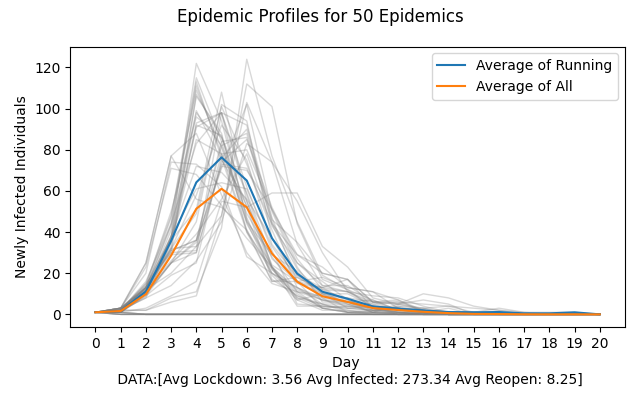 Epidemic Profiles for 50 Epidemics
Newly Infected Individuals
120
100
80
60
40
20
0
Average of Running
Average of All
0 1 2 3 4 5 6 7 8 9 10 11 12 13 14 15 16 17 18 19 20
Day
DATA:[Avg Lockdown: 3.56 Avg Infected: 273.34 Avg Reopen: 8.25]